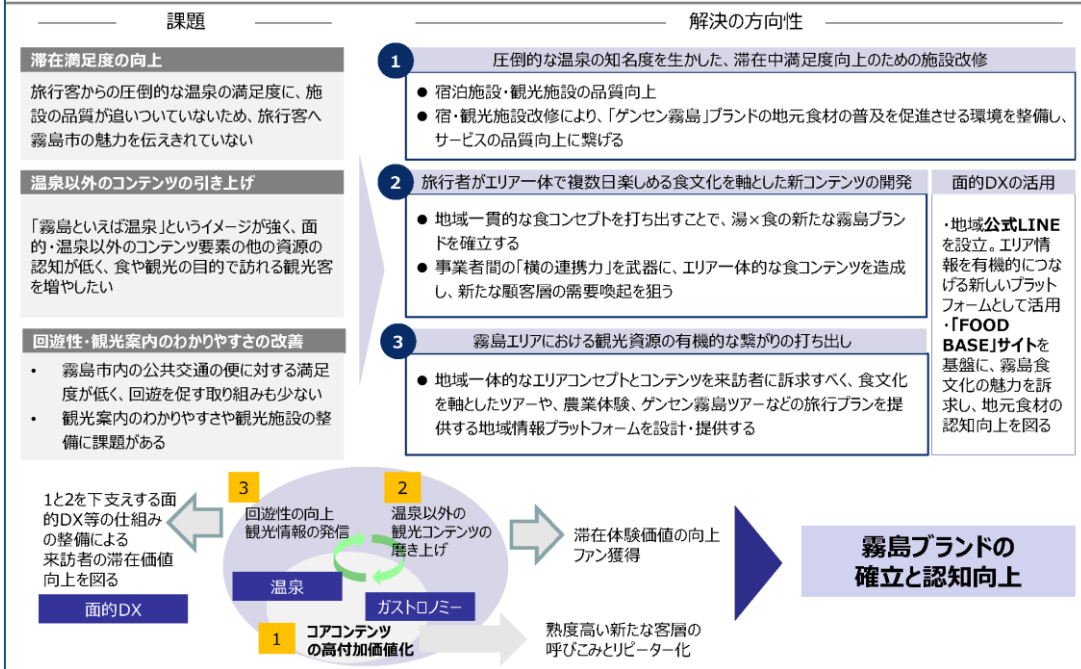 課題
解決の方向性
滞在満足度の向上
旅行客からの圧倒的な温泉の満足度に、施
設の品質が追いついていないため、旅行客へ
霧島市の魅力を伝えきれていない
温泉以外のコンテンツの引き上げ
「霧島といえば温泉」というイメージが強く、面
的・温泉以外のコンテンツ要素の他の資源の
認知が低く、食や観光の目的で訪れる観光客
を増やしたい
回遊性・観光案内のわかりやすさの改善
• 霧島市内の公共交通の便に対する満足
度が低く、回遊を促す取り組みも少ない
• 観光案内のわかりやすさや観光施設の整
備に課題がある
1
圧倒的な温泉の知名度を生かした、滞在中満足度向上のための施設改修
● 宿泊施設・観光施設の品質向上
● 宿・観光施設改修により、「ゲンセン霧島」ブランドの地元食材の普及を促進させる環境を整備し、
サービスの品質向上に繋げる
2
旅行者がエリア一体で複数日楽しめる食文化を軸とした新コンテンツの開発
● 地域一貫的な食コンセプトを打ち出すことで、湯×食の新たな霧島ブラン
ドを確立する
● 事業者間の「横の連携力」を武器に、エリア一体的な食コンテンツを造成
し、新たな顧客層の需要喚起を狙う
3
霧島エリアにおける観光資源の有機的な繋がりの打ち出し
● 地域一体的なエリアコンセプトとコンテンツを来訪者に訴求すべく、食文化
を軸としたツアーや、農業体験、ゲンセン霧島ツアーなどの旅行プランを提
供する地域情報プラットフォームを設計・提供する
面的DXの活用
・地域公式LINE
を設立。エリア情
報を有機的につな
げる新しいプラット
フォームとして活用
・「FOOD
BASE」サイトを
基盤に、霧島食
文化の魅力を訴
求し、地元食材の
認知向上を図る
1と2を下支えする面
的DX等の仕組み
の整備による
来訪者の滞在価値
向上を図る
面的DX
3
回遊性の向上
観光情報の発信
2
温泉以外の
観光コンテンツの
磨き上げ
温泉
ガストロノミー
1
コアコンテンツ
の高付加価値化
滞在体験価値の向上
ファン獲得
熟度高い新たな客層の
呼びこみとリピーター化
霧島ブランドの
確立と認知向上